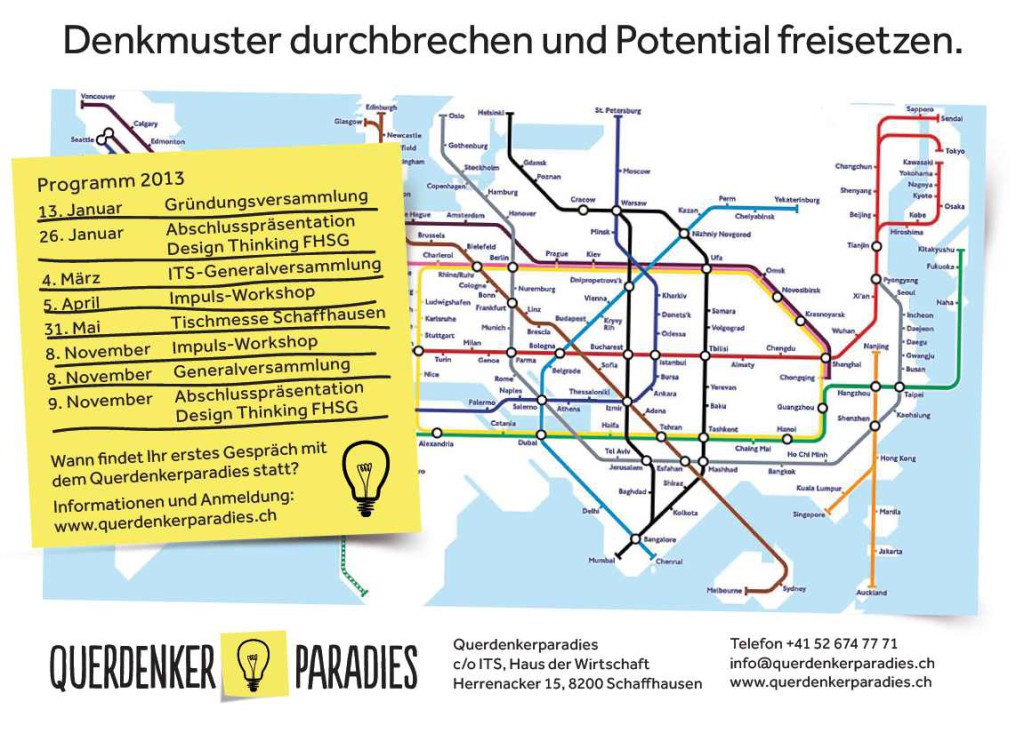 Denkmuster durchbrechen und Potential freisetzen.
Programm 2013
13. Januar Gründungsversammlung
26. Januar Abschlusspräsentation
Design Thinking FHSG
4. März ITS-Generalversammlung
5. April Impuls-Workshop
31. Mai Tischmesse Schaffhausen
8. November Impuls-Workshop
8. November Generalversammlung
9. November Abschlusspräsentation
Design Thinking FHSG
Wann findet Ihr erstes Gespräch mit
dem Querdenkerparadies statt?
Informationen und Anmeldung:
www.querdenkerparadies.ch
Vancouver
Calgary
Seattle
Edmonton
Edinburgh
Glasgow
Newcastle
field
ingham
Oslo
Helsinki
St. Petersburg
Gothenburg
Stockholm
Copenhagen
Hamburg
Gdansk
Poznan
Moscow
Cracow
Warsaw
Hague
Amsterdam
Hanover
Minsk
Kazan
Perm
Chelyabinsk
Yekaterinburg
Nizhniy Novgorod
Brussels
Bielefeld
Charleroi
Berlin
Prague
Kiev
Ufa
Omsk
Rhine/Ruhr
Cologne
Bonn
Nuremburg
Dnipropetrovs'k
Novosibirsk
Ludwigshafen
Frankfurt
Linz
Vienna
Kharkiv
Krasnoyarsk
Karlsruhe
Munich
Brescia
Budapest
Kryvy
Rih
Donets'k
Samara
Stuttgart
Odessa
Volgograd
Milan
Bologna
Bucharest
Tbilisi
Chengdu
Turin
Genoa
Parma
Istanbul
Almaty
Shanghai
Nice
Rome
Belgrade
Sofia
Bursa
Chongqing
Naples
Thessaloniki
Ankara
Yerevan
Palermo
Salerno
Athens
Izmir
Adana
Baku
Guangzhou
Catania
Haifa
Tehran
Tashkent
Hanoi
Alexandria
Dubai
Chaing Mai
Tel Aviv
Ho Chi Minh
Jerusalem
Esfahan
Mashhad
Bangkok
Baghdad
Shiraz
Kuala Lumpur
Delhi
Kolkota
Singapore
Bangalore
Mumbai
Chennai
Melbourne
Sydney
Sapporo
Sendai
Tokyo
Changchun
Kawasaki
Yokohama
Shenyang
Nagoya
Kyoto
Osaka
Beijing
Kobe
Hiroshima
Tianjin
Kitakyushu
Fukuoka
Pyongyang
Xi'an
Seoul
Naha
Incheon
Wuhan
Daejeon
Nanjing
Daegu
Gwangju
Busan
Hangzhou
Taipei
Shenzhen
Kaohsiung
Hong Kong
Manila
Jakarta
Auckland
ro
QUERDENKER PARADIES
Querdenkerparadies
c/o ITS, Haus der Wirtschaft
Herrenacker 15, 8200 Schaffhausen
Telefon +41 52 674 77 71
info@querdenkerparadies.ch
www.querdenkerparadies.ch